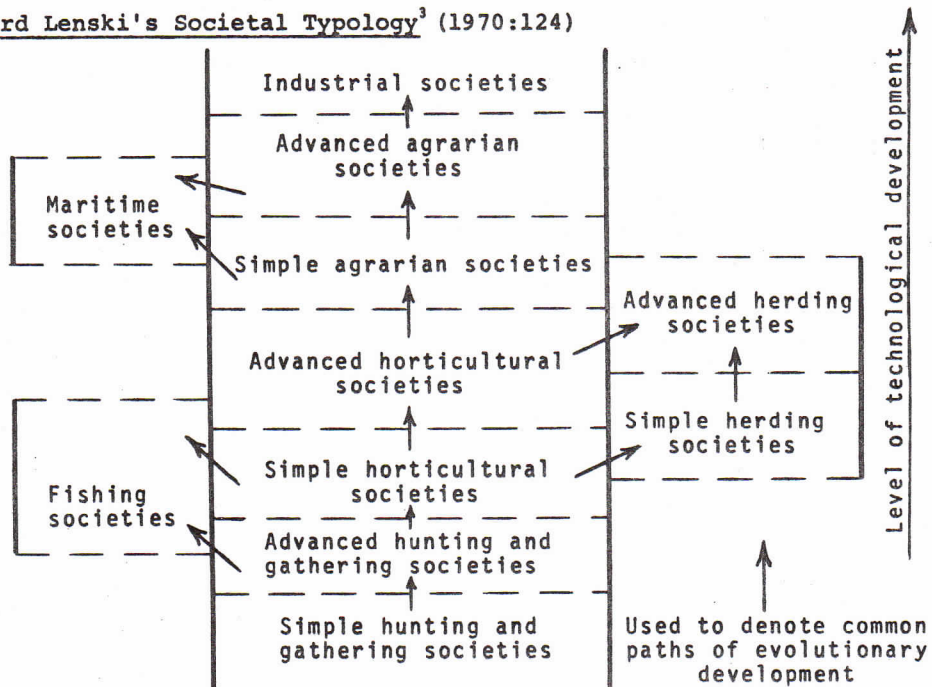 rd Lenski's Societal Typology³ (1970:124)
Industrial societies
Advanced agrarian
societies
Maritime
societies
Simple agrarian societies
Advanced herding
societies
Advanced horticultural
societies
Simple herding
societies
Simple horticultural
societies
Fishing
societies
Advanced hunting and
gathering societies
Simple hunting and
gathering societies
Used to denote common
paths of evolutionary
development
Level of technological development